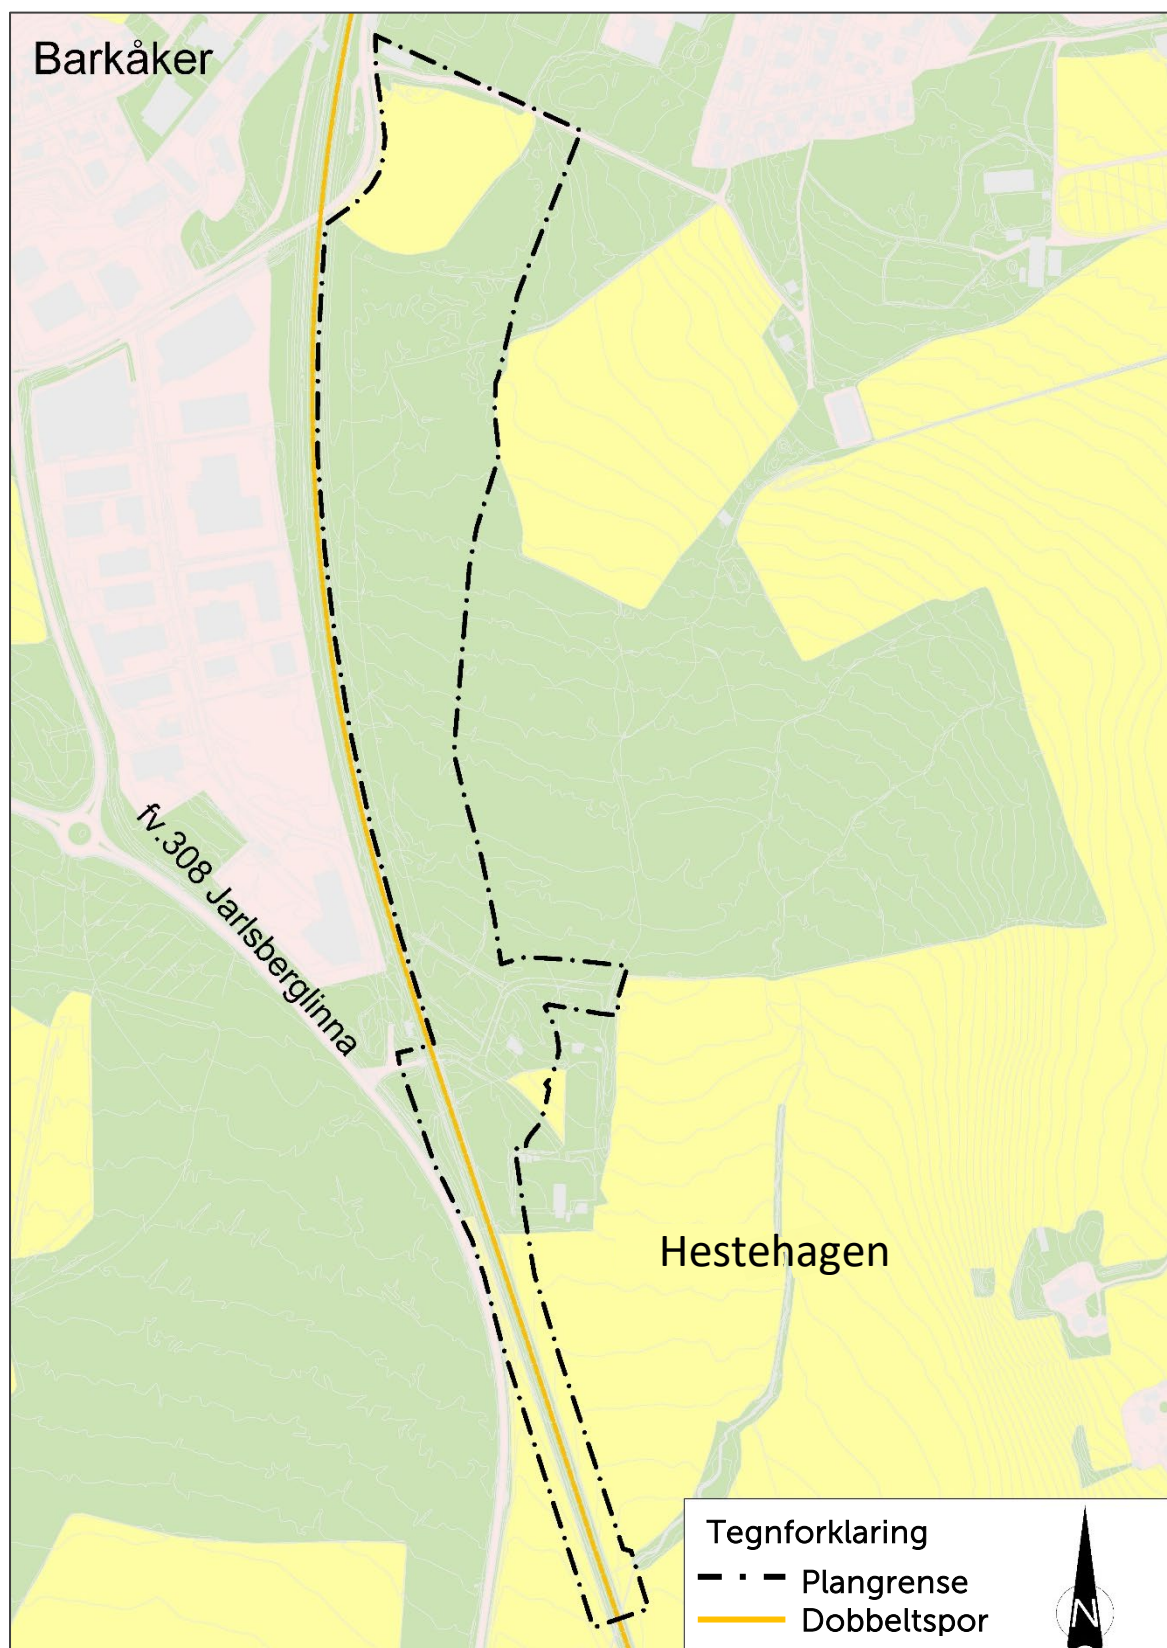 Barkåker
fv.308 Jarlsberglinna
Hestehagen
Tegnforklaring
Plangrense
Dobbeltspor
N